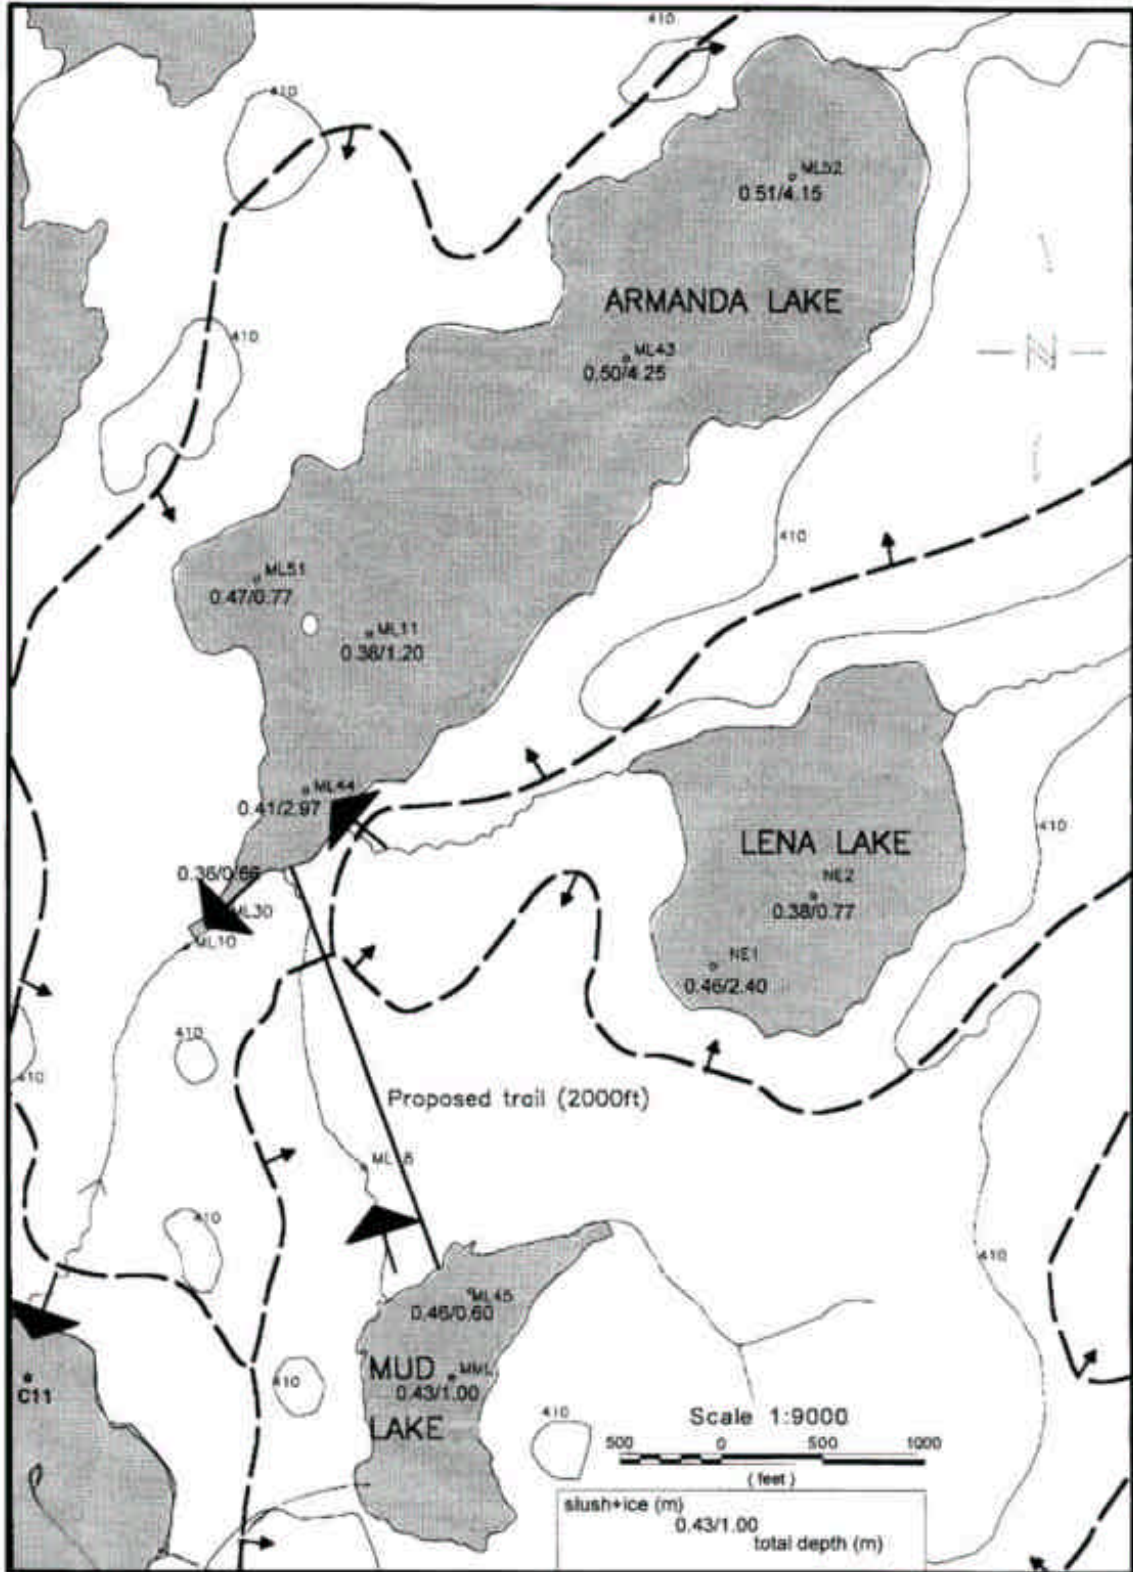 410
410
410
ML52
0.51/4.15
ARMANDA LAKE
410
ML43
0.50/4.25
410
ML51
0.47/0.77
ML11
0.38/1.20
ML44
0.41/2.97
410
LENA LAKE
0.36/0.66
NE2
0.38/0.77
ML30
ML10
NE1
0.46/2.40
410
410
Proposed trail (2000ft)
410
410
ML45
0.46/0.60
MUD
MML
410
0.43/1.00
C11
LAKE
410
Scale 1:9000
500 0 500 1000
( feet )
slush+ice (m)
0.43/1.00
total depth (m)